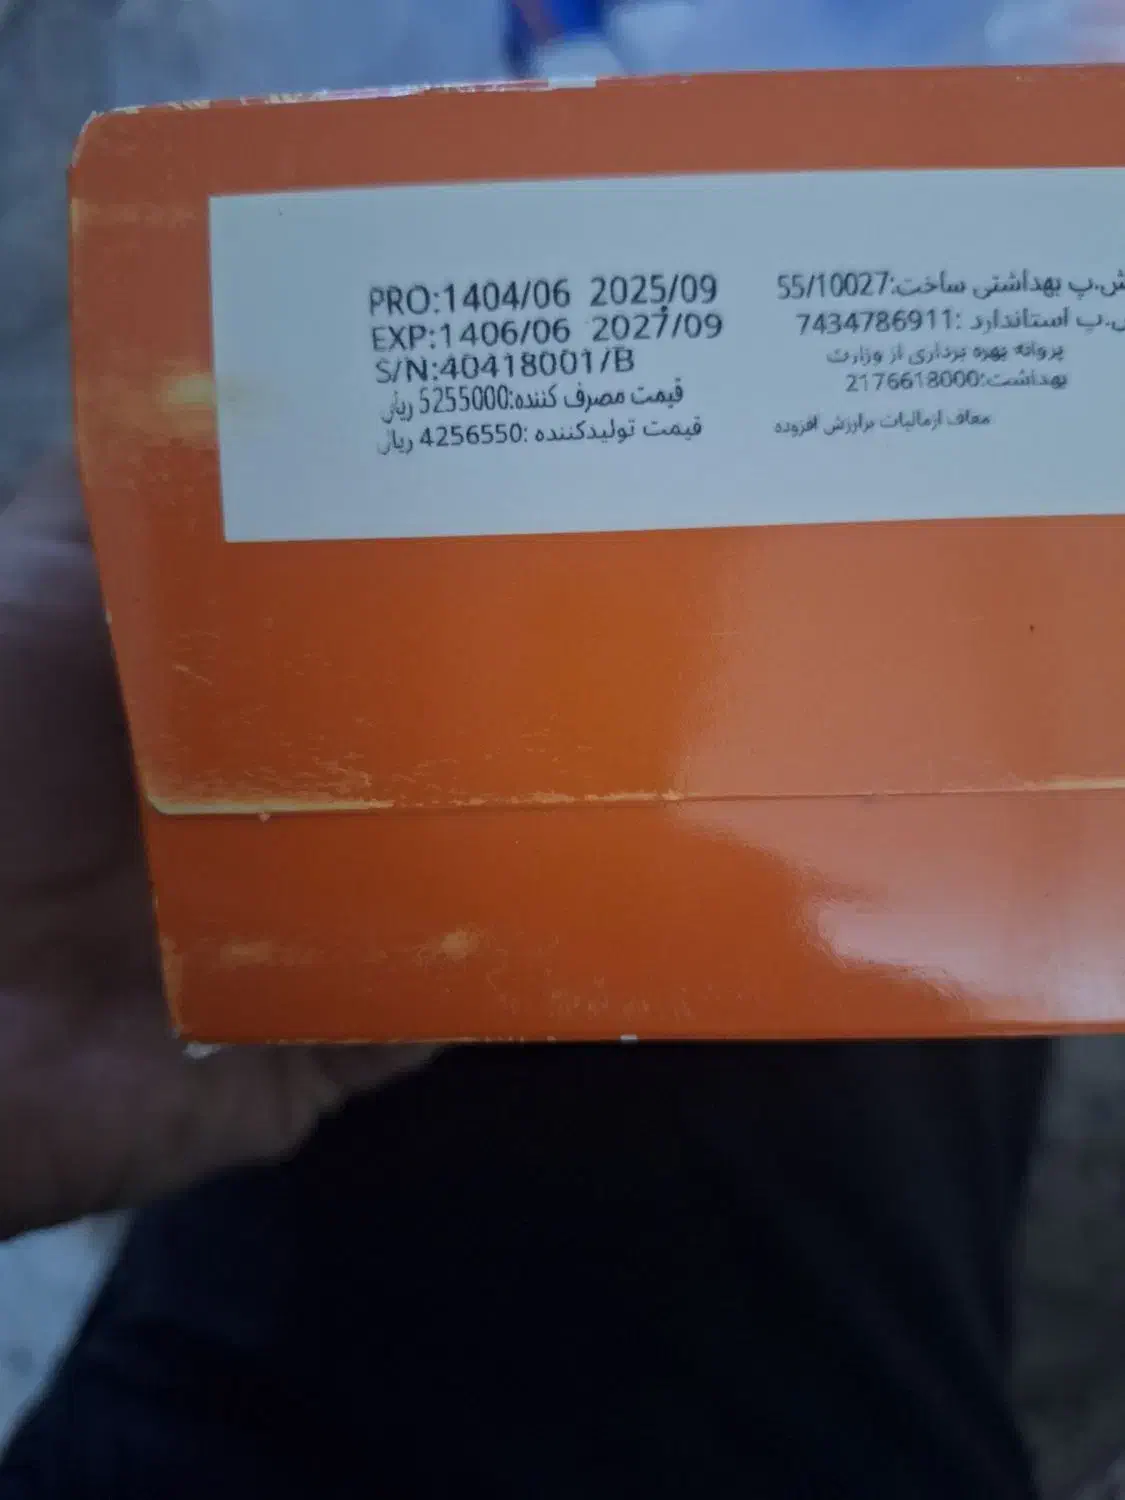 PRO:1404/06 2025/09
EXP:1406/06 2027/09
S/N:40418001/B
قیمت مصرف کننده:5255000 ریال
قیمت تولیدکننده :4256550 ریال
ش.پ بهداشتی ساخت:55/10027
پ استاندارد :7434786911
پروانه بهره برداری از وزارت
بهداشت:2176618000
معاف ازمالیات برارزش افزوده